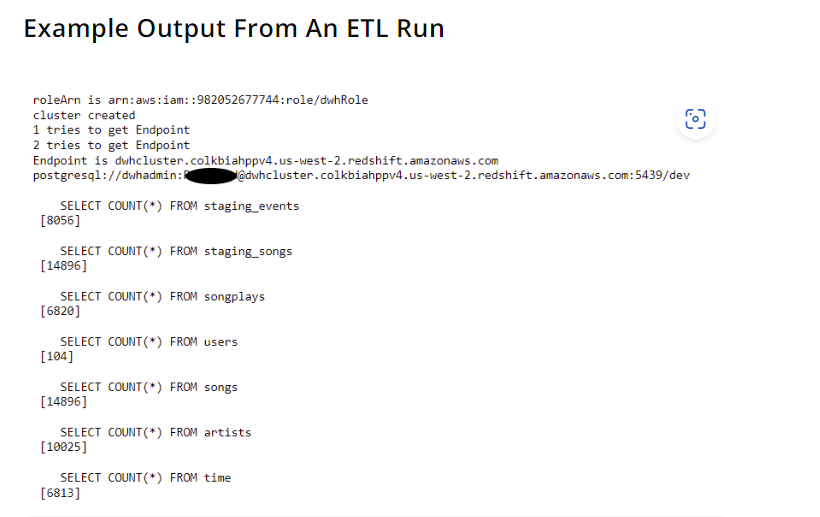 Example Output From An ETL Run
roleArn is arn:aws:iam::982052677744:role/dwhRole
cluster created
1 tries to get Endpoint
2 tries to get Endpoint
Endpoint is dwhcluster.colkbiahppv4.us-west-2.redshift.amazonaws.com
postgresql://dwhadmin: @dwhcluster.colkbiahppv4.us-west-2.redshift.amazonaws.com:5439/dev
SELECT COUNT(*) FROM staging_events
[8056]
SELECT COUNT(*) FROM staging_songs
[14896]
SELECT COUNT(*) FROM songplays
[6820]
SELECT COUNT(*) FROM users
[104]
SELECT COUNT(*) FROM songs
[14896]
SELECT COUNT(*) FROM artists
[10025]
SELECT COUNT(*) FROM time
[6813]